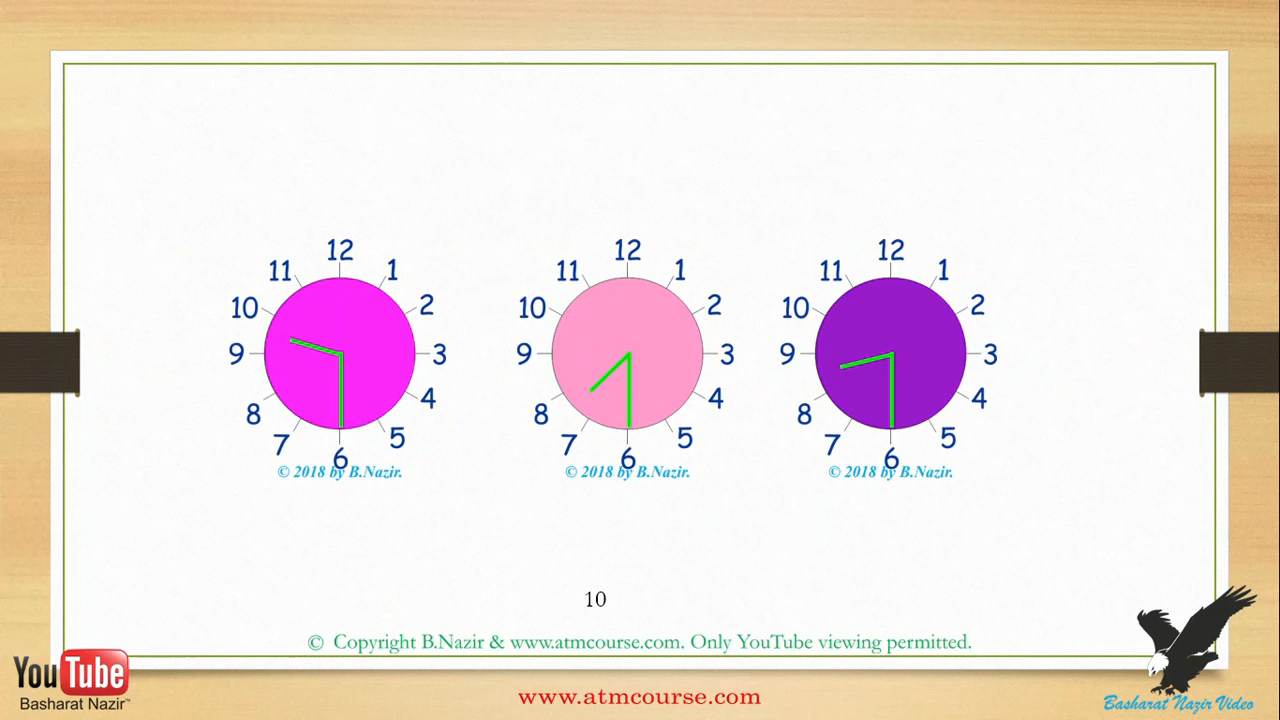 12 12 12
11 1 11 1 11 1
10 2 10 2 10 2
9 3 9 3 9 3
8 4 8 4 8 4
7 5 7 5 7 5
6 6 6
© 2018 by B.Nazir. © 2018 by B.Nazir. © 2018 by B.Nazir.
10
© Copyright B.Nazir & www.atmcourse.com. Only YouTube viewing permitted.
YouTube
Basharat Nazir™
www.atmcourse.com
Basharat Nazir Video